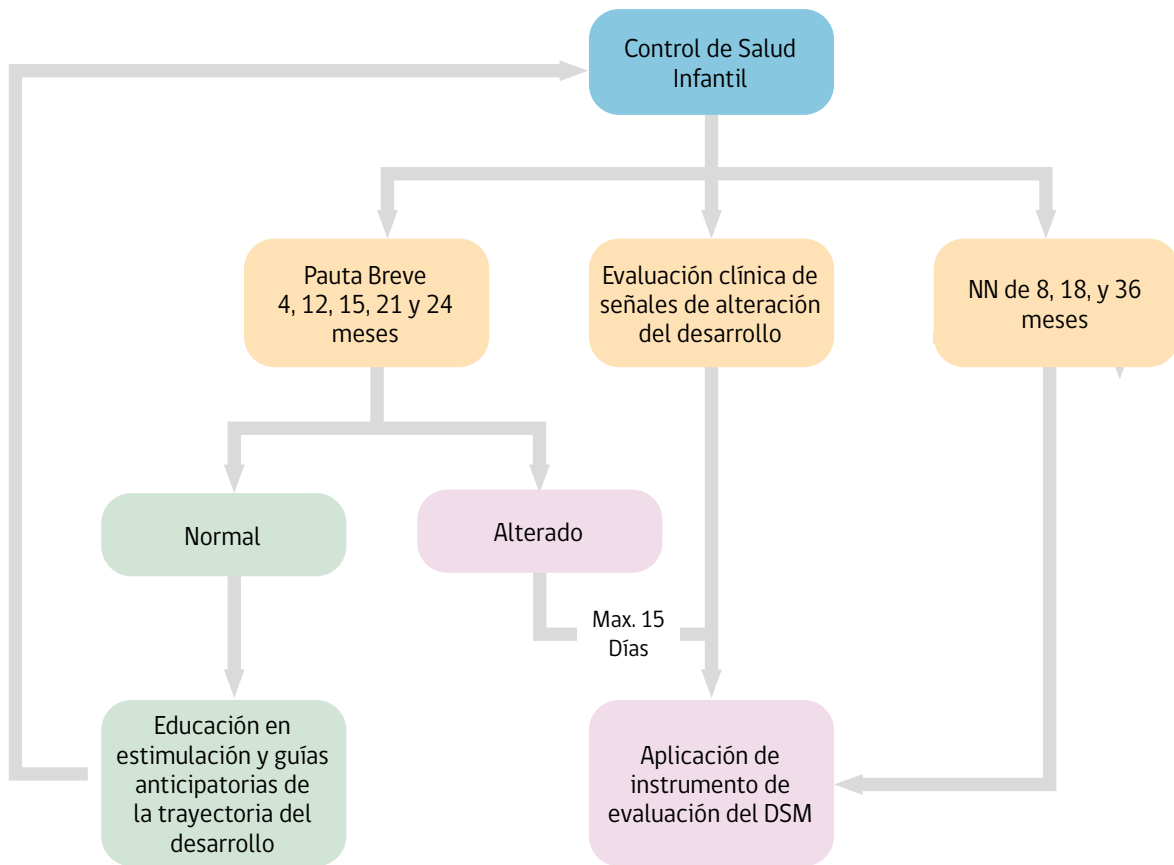 Control de Salud
Infantil
Pauta Breve
4, 12, 15, 21 y 24
meses
Evaluación clínica de
señales de alteración
del desarrollo
NN de 8, 18, y 36
meses
Normal
Alterado
Max. 15
Días
Educación en
estimulación y guías
anticipatorias de
la trayectoria del
desarrollo
Aplicación de
instrumento de
evaluación del DSM